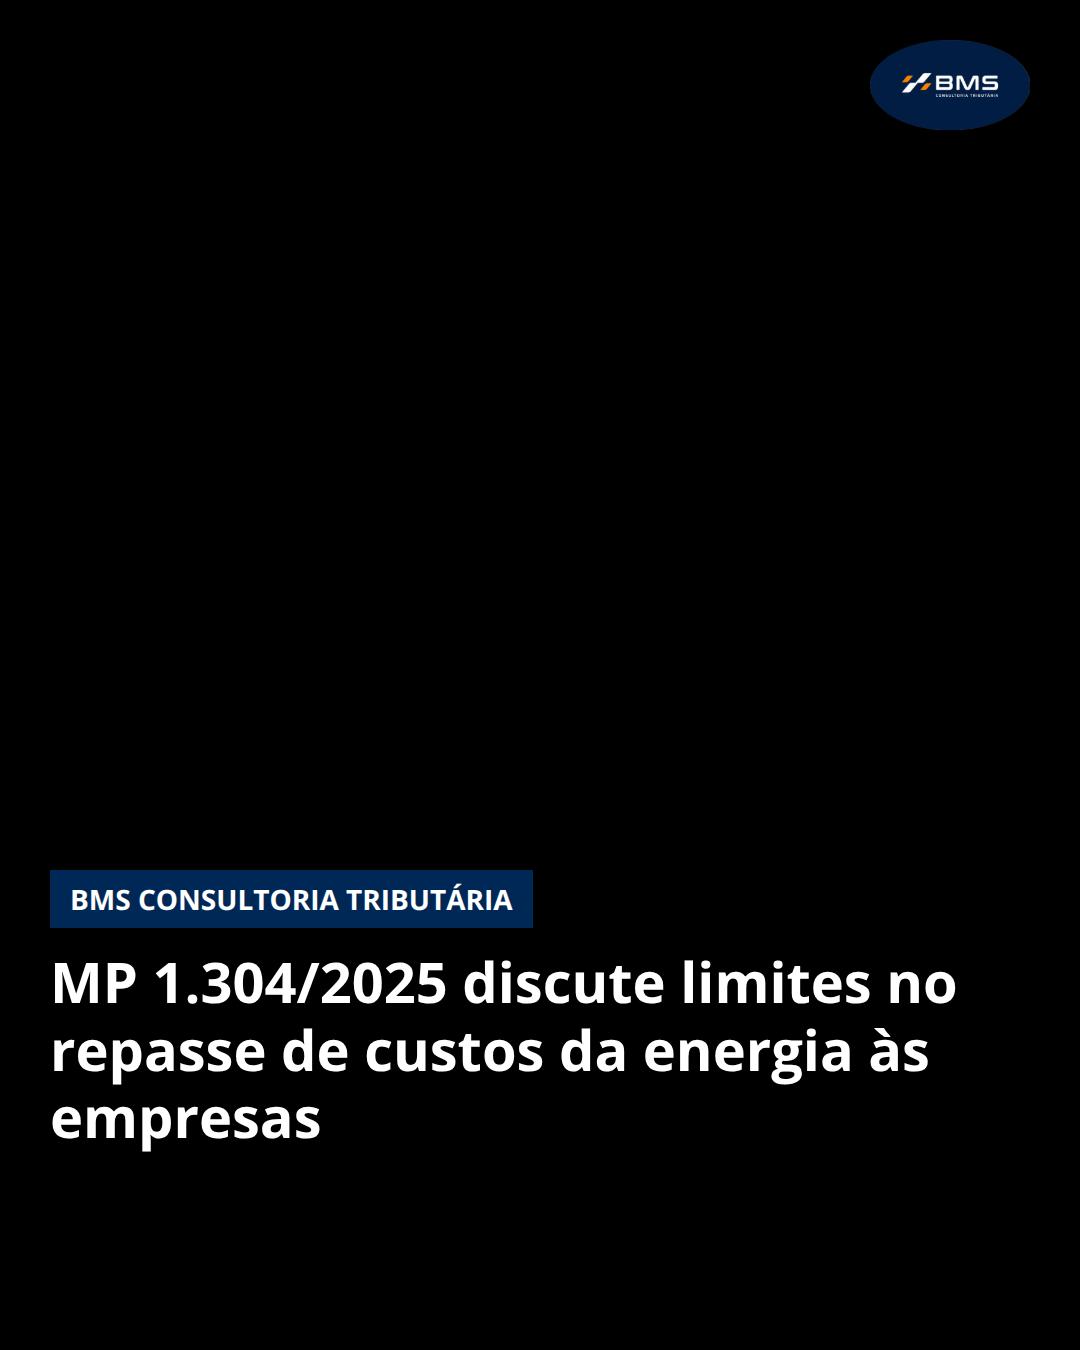 BMS
CONSULTORIA TRIBUTÁRIA
BMS CONSULTORIA TRIBUTÁRIA
MP 1.304/2025 discute limites no
repasse de custos da energia às
empresas